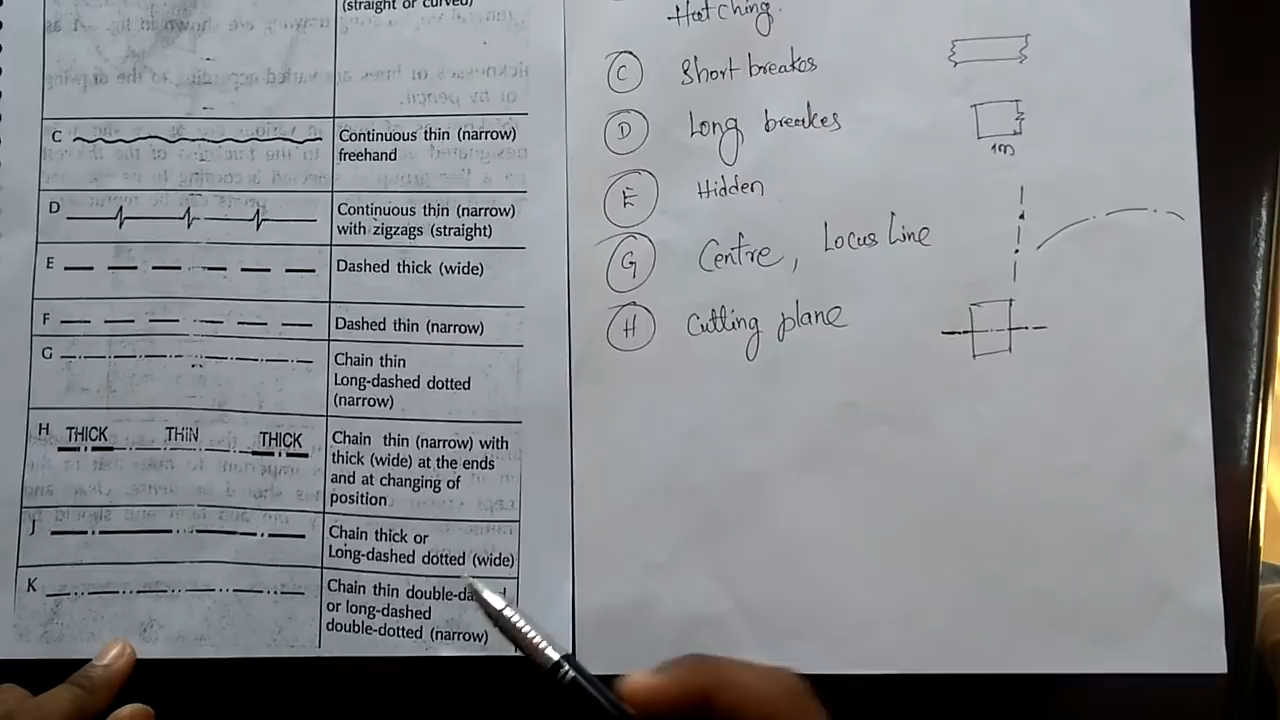 (straight or curved)
C
Continuous thin (narrow)
freehand
D
Continuous thin (narrow)
with zigzags (straight)
E
Dashed thick (wide)
F
Dashed thin (narrow)
G
Chain thin
Long-dashed dotted
(narrow)
H THICK THIN THICK
Chain thin (narrow) with
thick (wide) at the ends
and at changing of
position
J
Chain thick or
Long-dashed dotted (wide)
K
Chain thin
or long-dashed
double-dotted (narrow)
Hatching.
C Short breakes
D Long breakes
E Hidden
G Centre, Locus Line
H Cutting plane